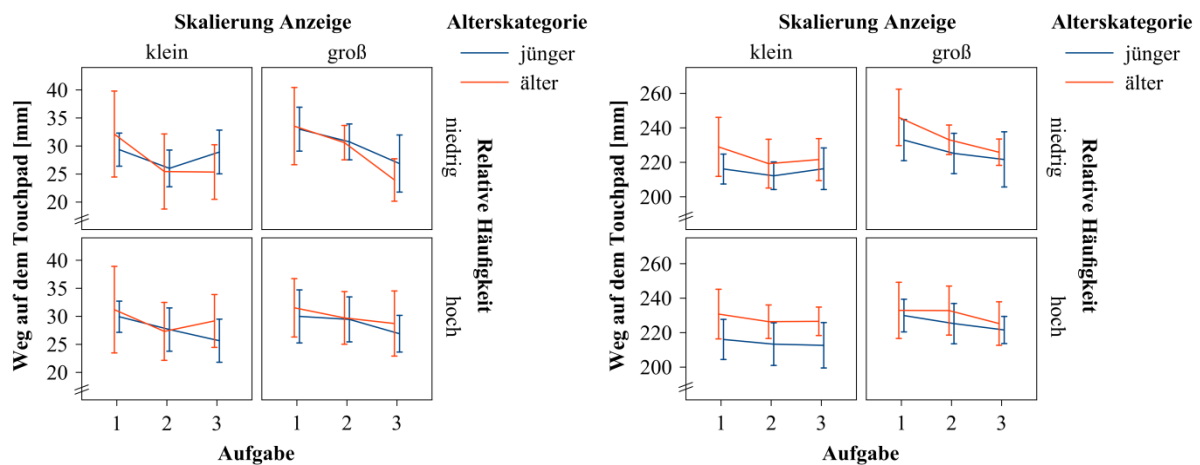 Skalierung Anzeige
klein
groß
Alterskategorie
jünger
älter
Weg auf dem Touchpad [mm]
40
35
30
25
20
40
35
30
25
20
niedrig
hoch
Relative Häufigkeit
1 2 3
1 2 3
Aufgabe
Skalierung Anzeige
klein
groß
Alterskategorie
jünger
älter
Weg auf dem Touchpad [mm]
260
240
220
200
260
240
220
200
niedrig
hoch
Relative Häufigkeit
1 2 3
1 2 3
Aufgabe